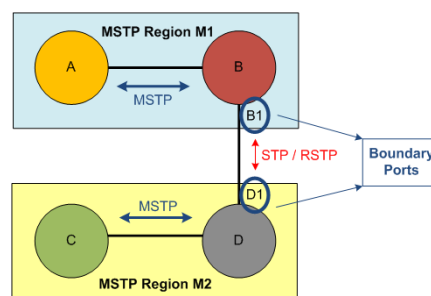 MSTP Region M1
A
B
MSTP
B1
STP / RSTP
Boundary
Ports
D1
MSTP
C
D
MSTP Region M2